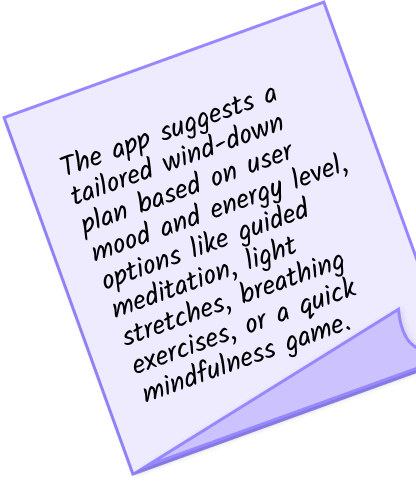 The app suggests a
tailored wind-down
plan based on user
mood and energy level,
options like guided
meditation, light
stretches, breathing
exercises, or a quick
mindfulness game.